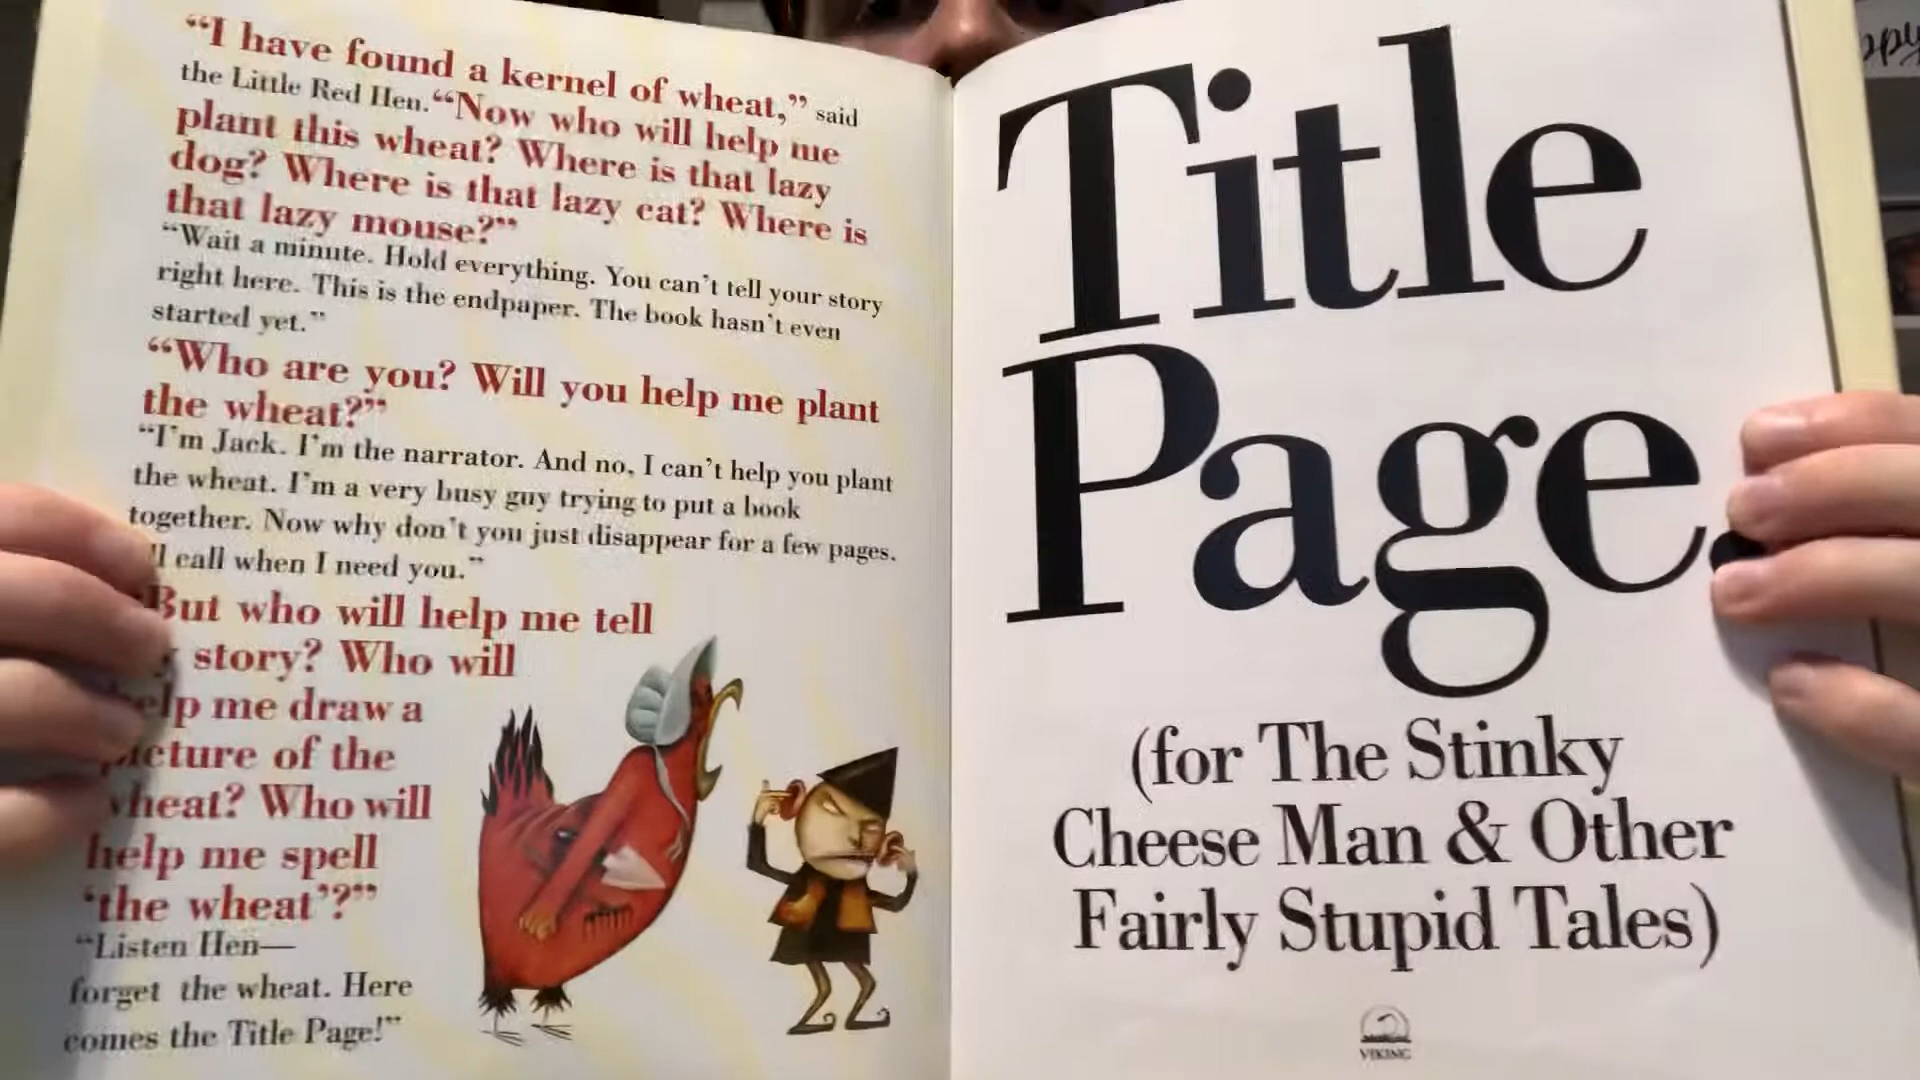 “I have found a kernel of wheat,” said
the Little Red Hen. “Now who will help me
plant this wheat? Where is that lazy
dog? Where is that lazy cat? Where is
that lazy mouse?”
“Wait a minute. Hold everything. You can’t tell your story
right here. This is the endpaper. The book hasn’t even
started yet.”
“Who are you? Will you help me plant
the wheat?”
“I’m Jack. I’m the narrator. And no, I can’t help you plant
the wheat. I’m a very busy guy trying to put a book
together. Now why don’t you just disappear for a few pages.
ll call when I need you.”
“But who will help me tell
story? Who will
help me draw a
picture of the
wheat? Who will
help me spell
‘the wheat’?”
“Listen Hen—
forget the wheat. Here
comes the Title Page!”
Title
Page.
(for The Stinky
Cheese Man & Other
Fairly Stupid Tales)
VIKING